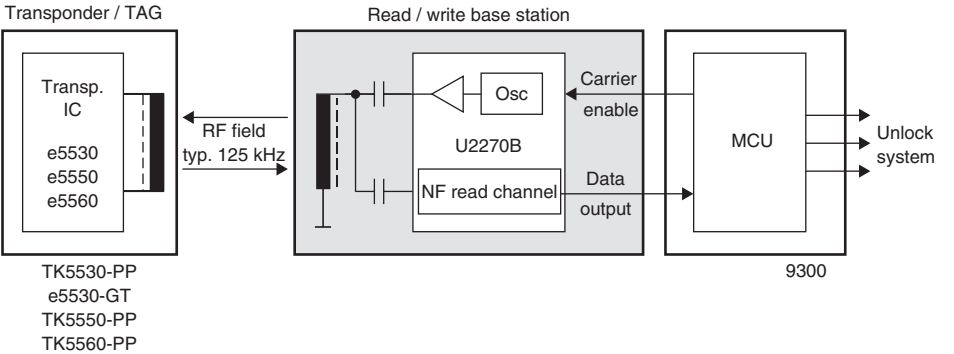 Transponder / TAG
Transp.
IC
e5530
e5550
e5560
TK5530-PP
e5530-GT
TK5550-PP
TK5560-PP
RF field
typ. 125 kHz
Read / write base station
Osc
U2270B
NF read channel
Carrier
enable
Data
output
MCU
Unlock
system
9300